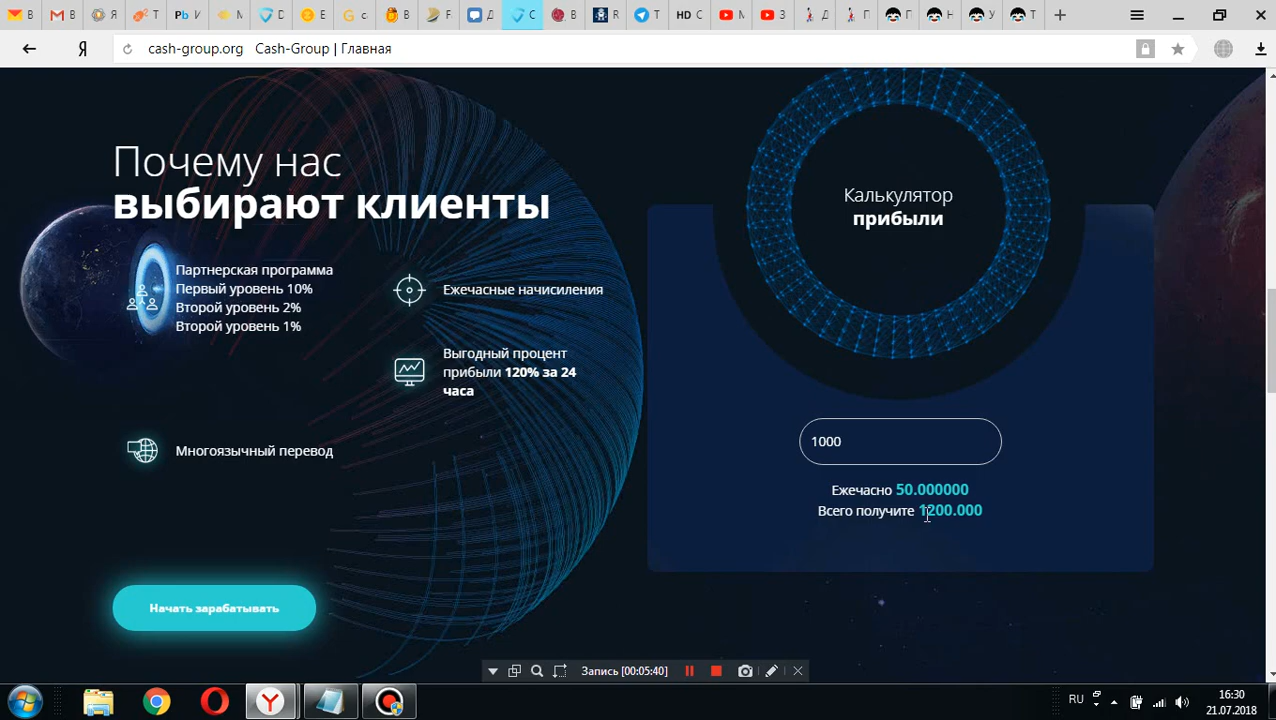 M В
M B
Я
T
Pb И
М
D
E
с
В
F
Д
С
B
R
Т
HD С
М
З
Д
П
Г
Н
У
Т
Я
cash-group.org Cash-Group | Главная
Почему нас
выбирают клиенты
Партнерская программа
Первый уровень 10%
Второй уровень 2%
Второй уровень 1%
Ежечасные начисления
Выгодный процент
прибыли 120% за 24
часа
Многоязычный перевод
Начать зарабатывать
Калькулятор
прибыли
1000
Ежечасно 50.000000
Всего получите 1200.000
Запись [00:05:40]
RU
16:30
21.07.2018